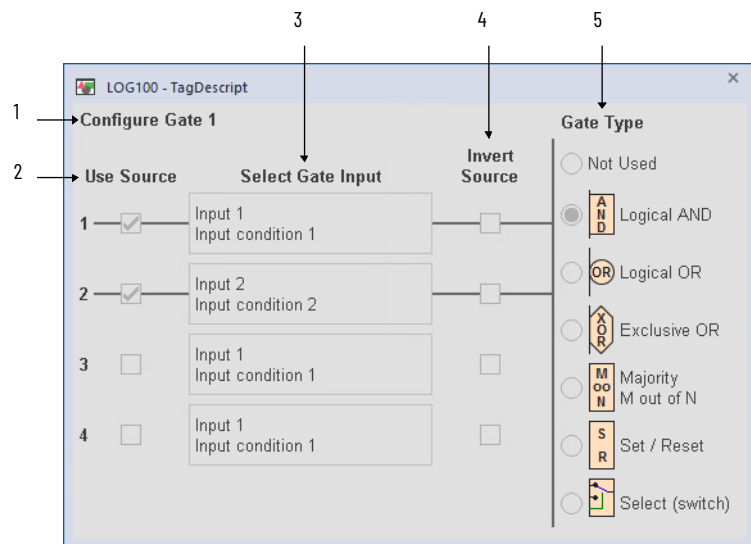 3
4
5
LOG100 - TagDescript
×
1
Configure Gate 1
Gate Type
2
Use Source
Select Gate Input
Invert
Source
Not Used
1
Input 1
Input condition 1
AND
Logical AND
2
Input 2
Input condition 2
OR
Logical OR
3
Input 1
Input condition 1
XOR
Exclusive OR
4
Input 1
Input condition 1
M
oo
N
Majority
M out of N
S
R
Set / Reset
Select (switch)